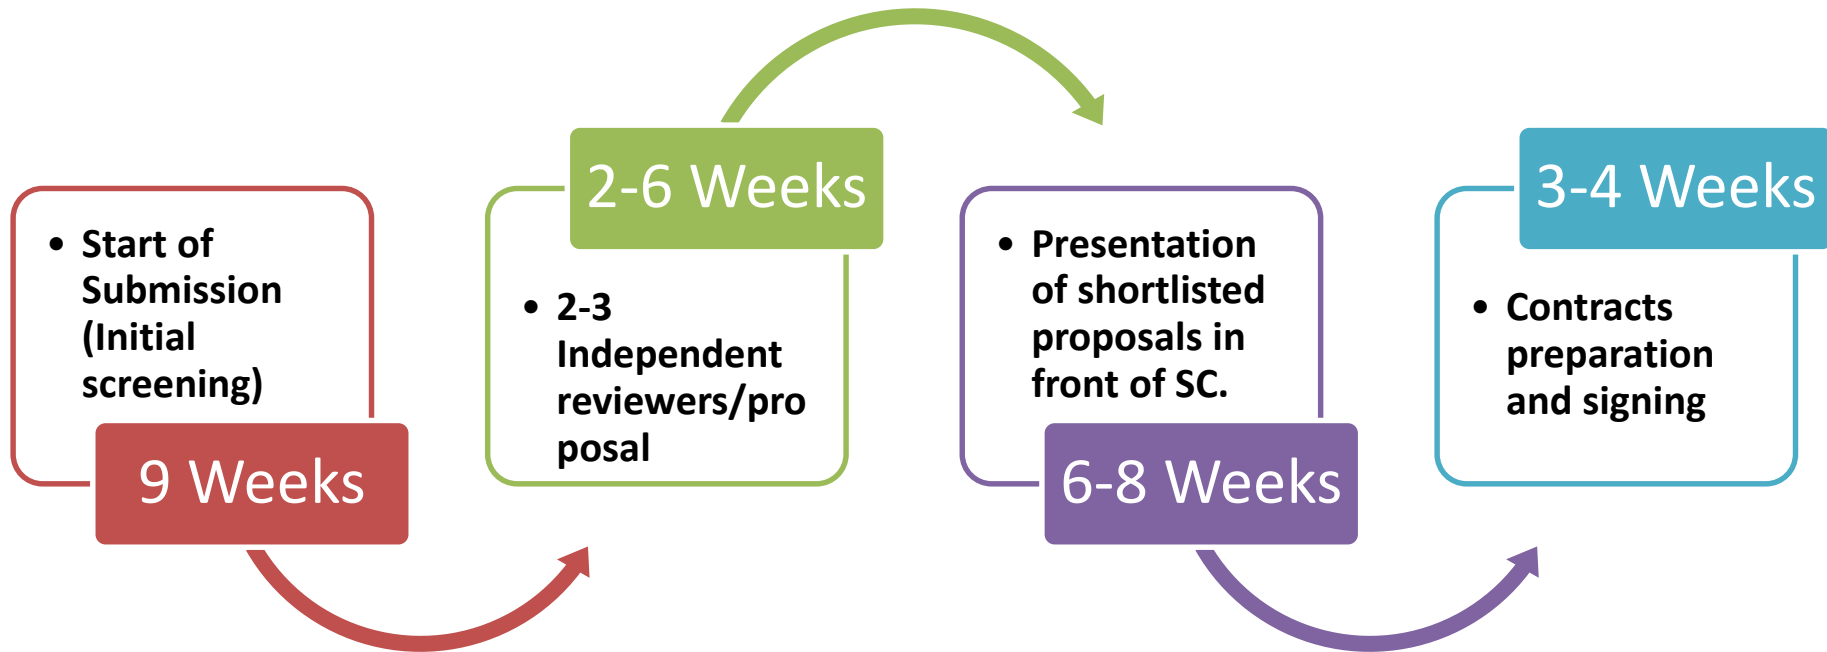 • Start of
Submission
(Initial
screening)
9 Weeks
2-6 Weeks
• 2-3
Independent
reviewers/pro
posal
• Presentation
of shortlisted
proposals in
front of SC.
6-8 Weeks
3-4 Weeks
• Contracts
preparation
and signing